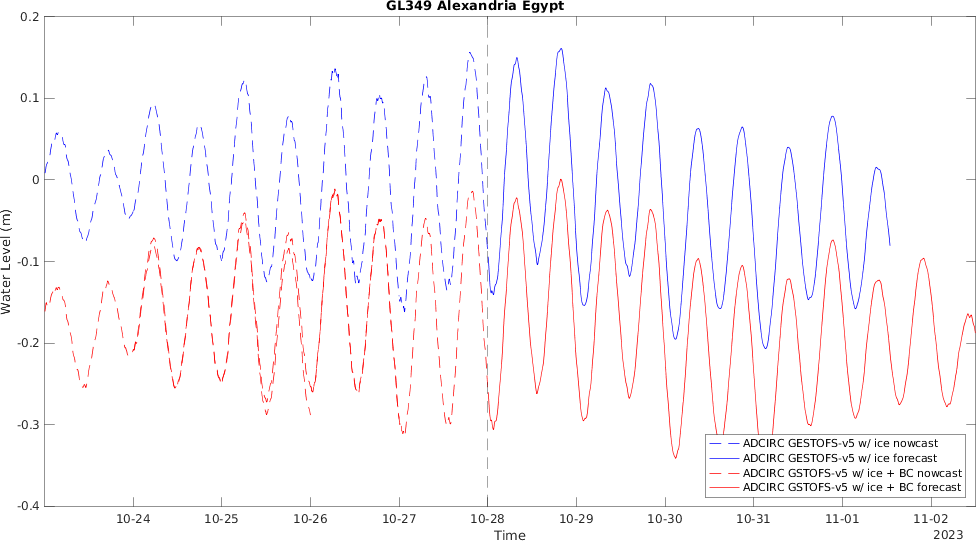 GL349 Alexandria Egypt
0.2
0.1
0
-0.1
-0.2
-0.3
-0.4
Water Level (m)
10-24
10-25
10-26
10-27
10-28
10-29
10-30
10-31
11-01
11-02
Time
2023
ADCIRC GESTOFS-v5 w/ ice nowcast
ADCIRC GESTOFS-v5 w/ ice forecast
ADCIRC GSTOFS-v5 w/ ice + BC nowcast
ADCIRC GSTOFS-v5 w/ ice + BC forecast